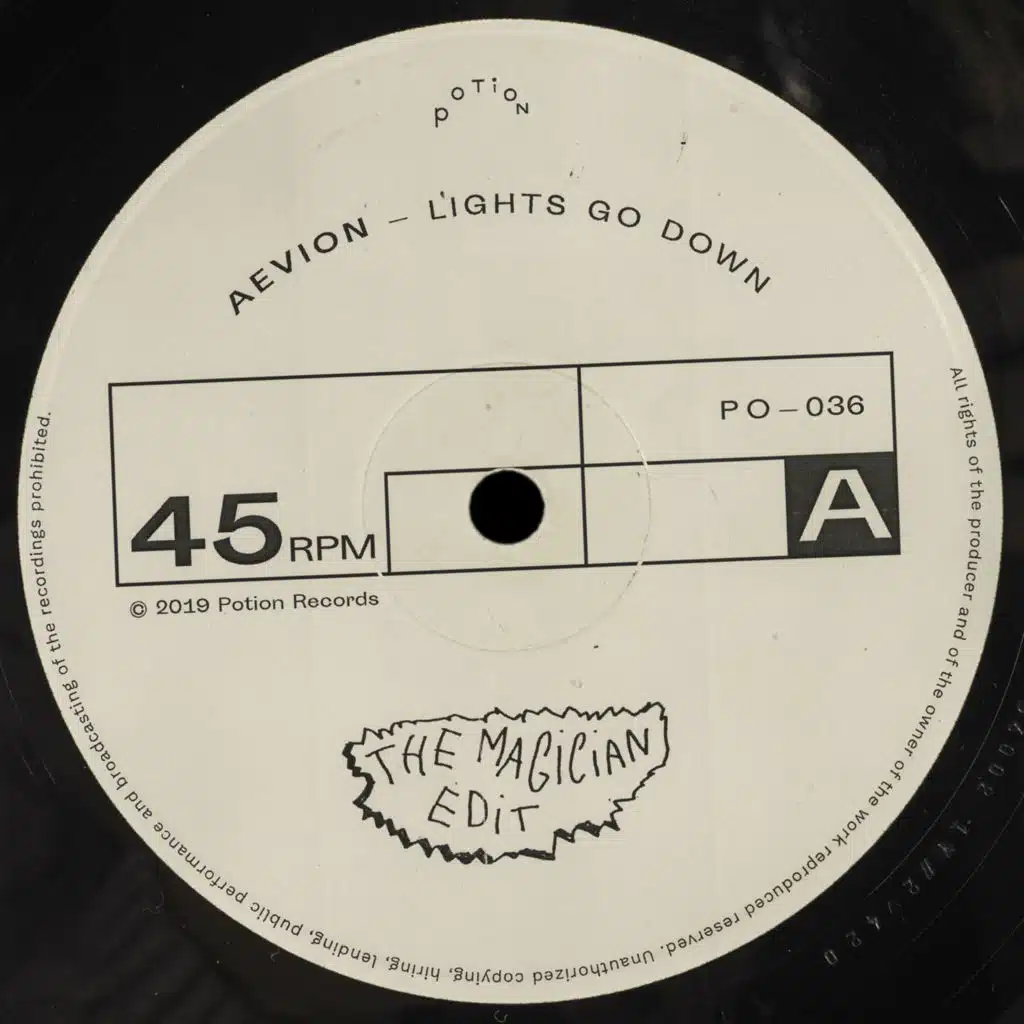 POTiON
AEVION – LIGHTS GO DOWN
PO–036
A
45RPM
© 2019 Potion Records
THE MAGiCiAN
EDiT
All rights of the producer and of the owner of the work reproduced reserved. Unauthorized copying, hiring, lending, public performance and broadcasting of the recordings prohibited.